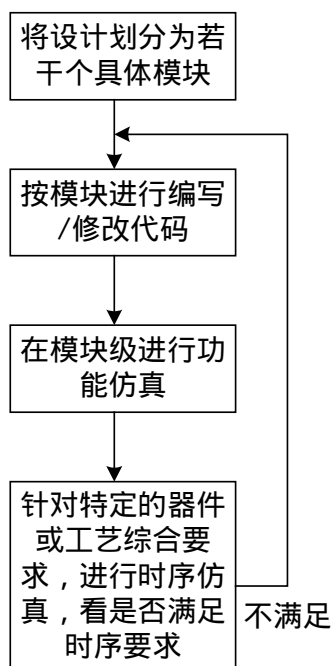 将设计划分为若
干个具体模块
按模块进行编写
/修改代码
在模块级进行功
能仿真
针对特定的器件
或工艺综合要
求，进行时序仿
真，看是否满足
时序要求
不满足